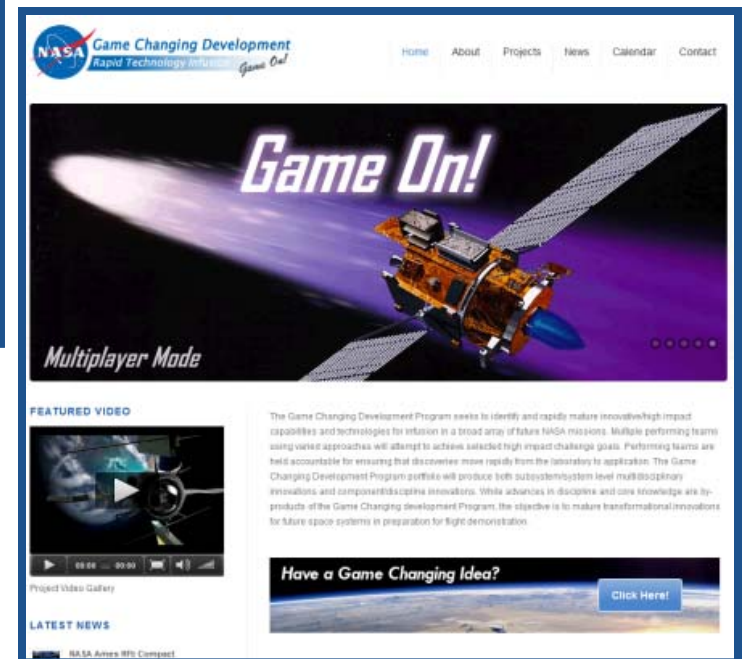 NASA
Game Changing Development
Rapid Technology Infusion
Game On!
Home About Projects News Calendar Contact
Game On!
Multiplayer Mode
FEATURED VIDEO
00:00 00:00
Project Video Gallery
LATEST NEWS
NASA Ames RFI: Compact
The Game Changing Development Program seeks to identify and rapidly mature innovative/high impact
capabilities and technologies for infusion in a broad array of future NASA missions. Multiple performing teams
using varied approaches will attempt to achieve selected high impact challenge goals. Performing teams are
held accountable for ensuring that discoveries move rapidly from the laboratory to application. The Game
Changing Development Program portfolio will produce both subsystem/system level multidisciplinary
innovations and component/discipline innovations. While advances in discipline and core knowledge are by-
products of the Game Changing development Program, the objective is to mature transformational innovations
for future space systems in preparation for flight demonstration.
Have a Game Changing Idea?
Click Here!